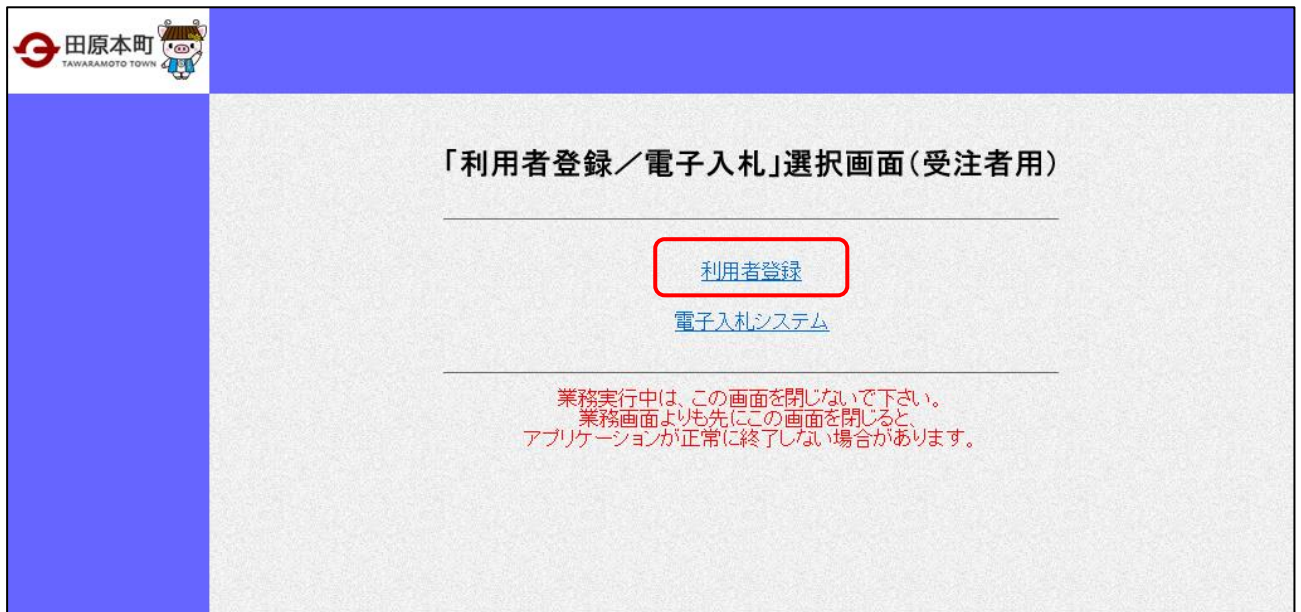 田原本町
TAWARAMOTO TOWN
「利用者登録／電子入札」選択画面(受注者用)
利用者登録
電子入札システム
業務実行中は、この画面を閉じないで下さい。
業務画面よりも先にこの画面を閉じると、
アプリケーションが正常に終了しない場合があります。